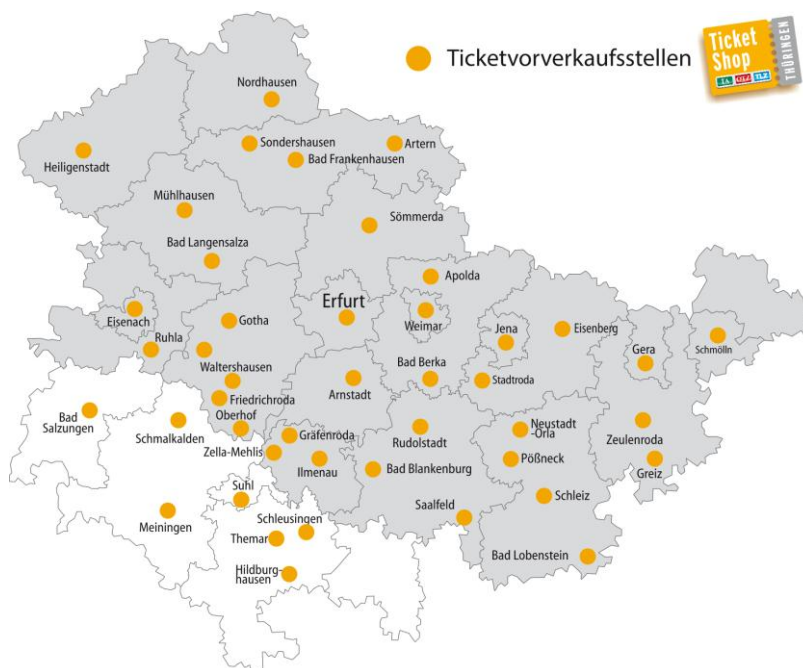 Ticketvorverkaufsstellen
Ticket
Shop
THÜRINGEN
TA OTZ TLZ
Nordhausen
Sondershausen
Artern
Bad Frankenhausen
Heiligenstadt
Mühlhausen
Sömmerda
Bad Langensalza
Apolda
Erfurt
Eisenach
Gotha
Weimar
Jena
Eisenberg
Gera
Schmölln
Ruhla
Waltershausen
Bad Berka
Stadtroda
Arnstadt
Friedrichroda
Oberhof
Bad
Salzungen
Schmalkalden
Gräfenroda
Rudolstadt
Neustadt
-Orla
Zeulenroda
Zella-Mehlis
Ilmenau
Bad Blankenburg
Pößneck
Greiz
Suhl
Schleiz
Meiningen
Schleusingen
Saalfeld
Themar
Bad Lobenstein
Hildburg-
hausen